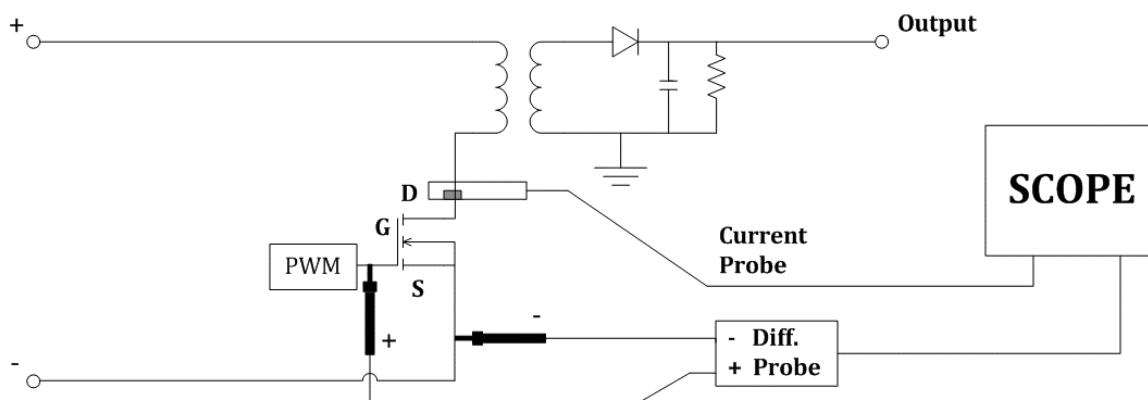 +
Output
D
SCOPE
G
Current
Probe
PWM
S
-
+
- Diff.
+ Probe
-